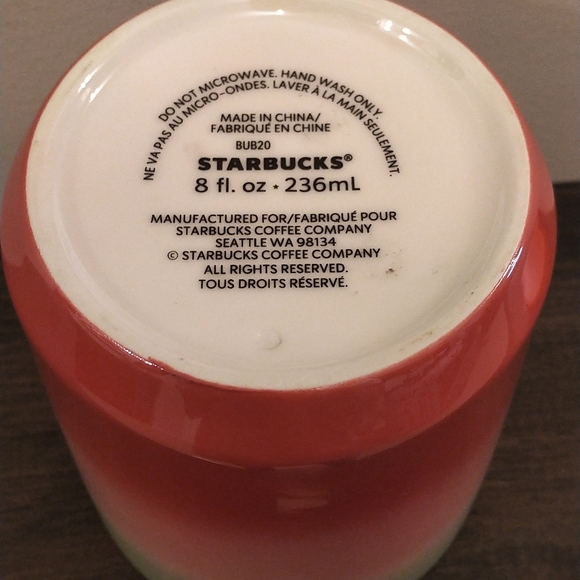 DO NOT MICROWAVE. HAND WASH ONLY.
NE VA PAS AU MICRO-ONDES. LAVER À LA MAIN SEULEMENT.
MADE IN CHINA/
FABRIQUÉ EN CHINE
BUB20
STARBUCKS®
8 fl. oz • 236mL
MANUFACTURED FOR/FABRIQUÉ POUR
STARBUCKS COFFEE COMPANY
SEATTLE WA 98134
© STARBUCKS COFFEE COMPANY
ALL RIGHTS RESERVED.
TOUS DROITS RÉSERVÉ.